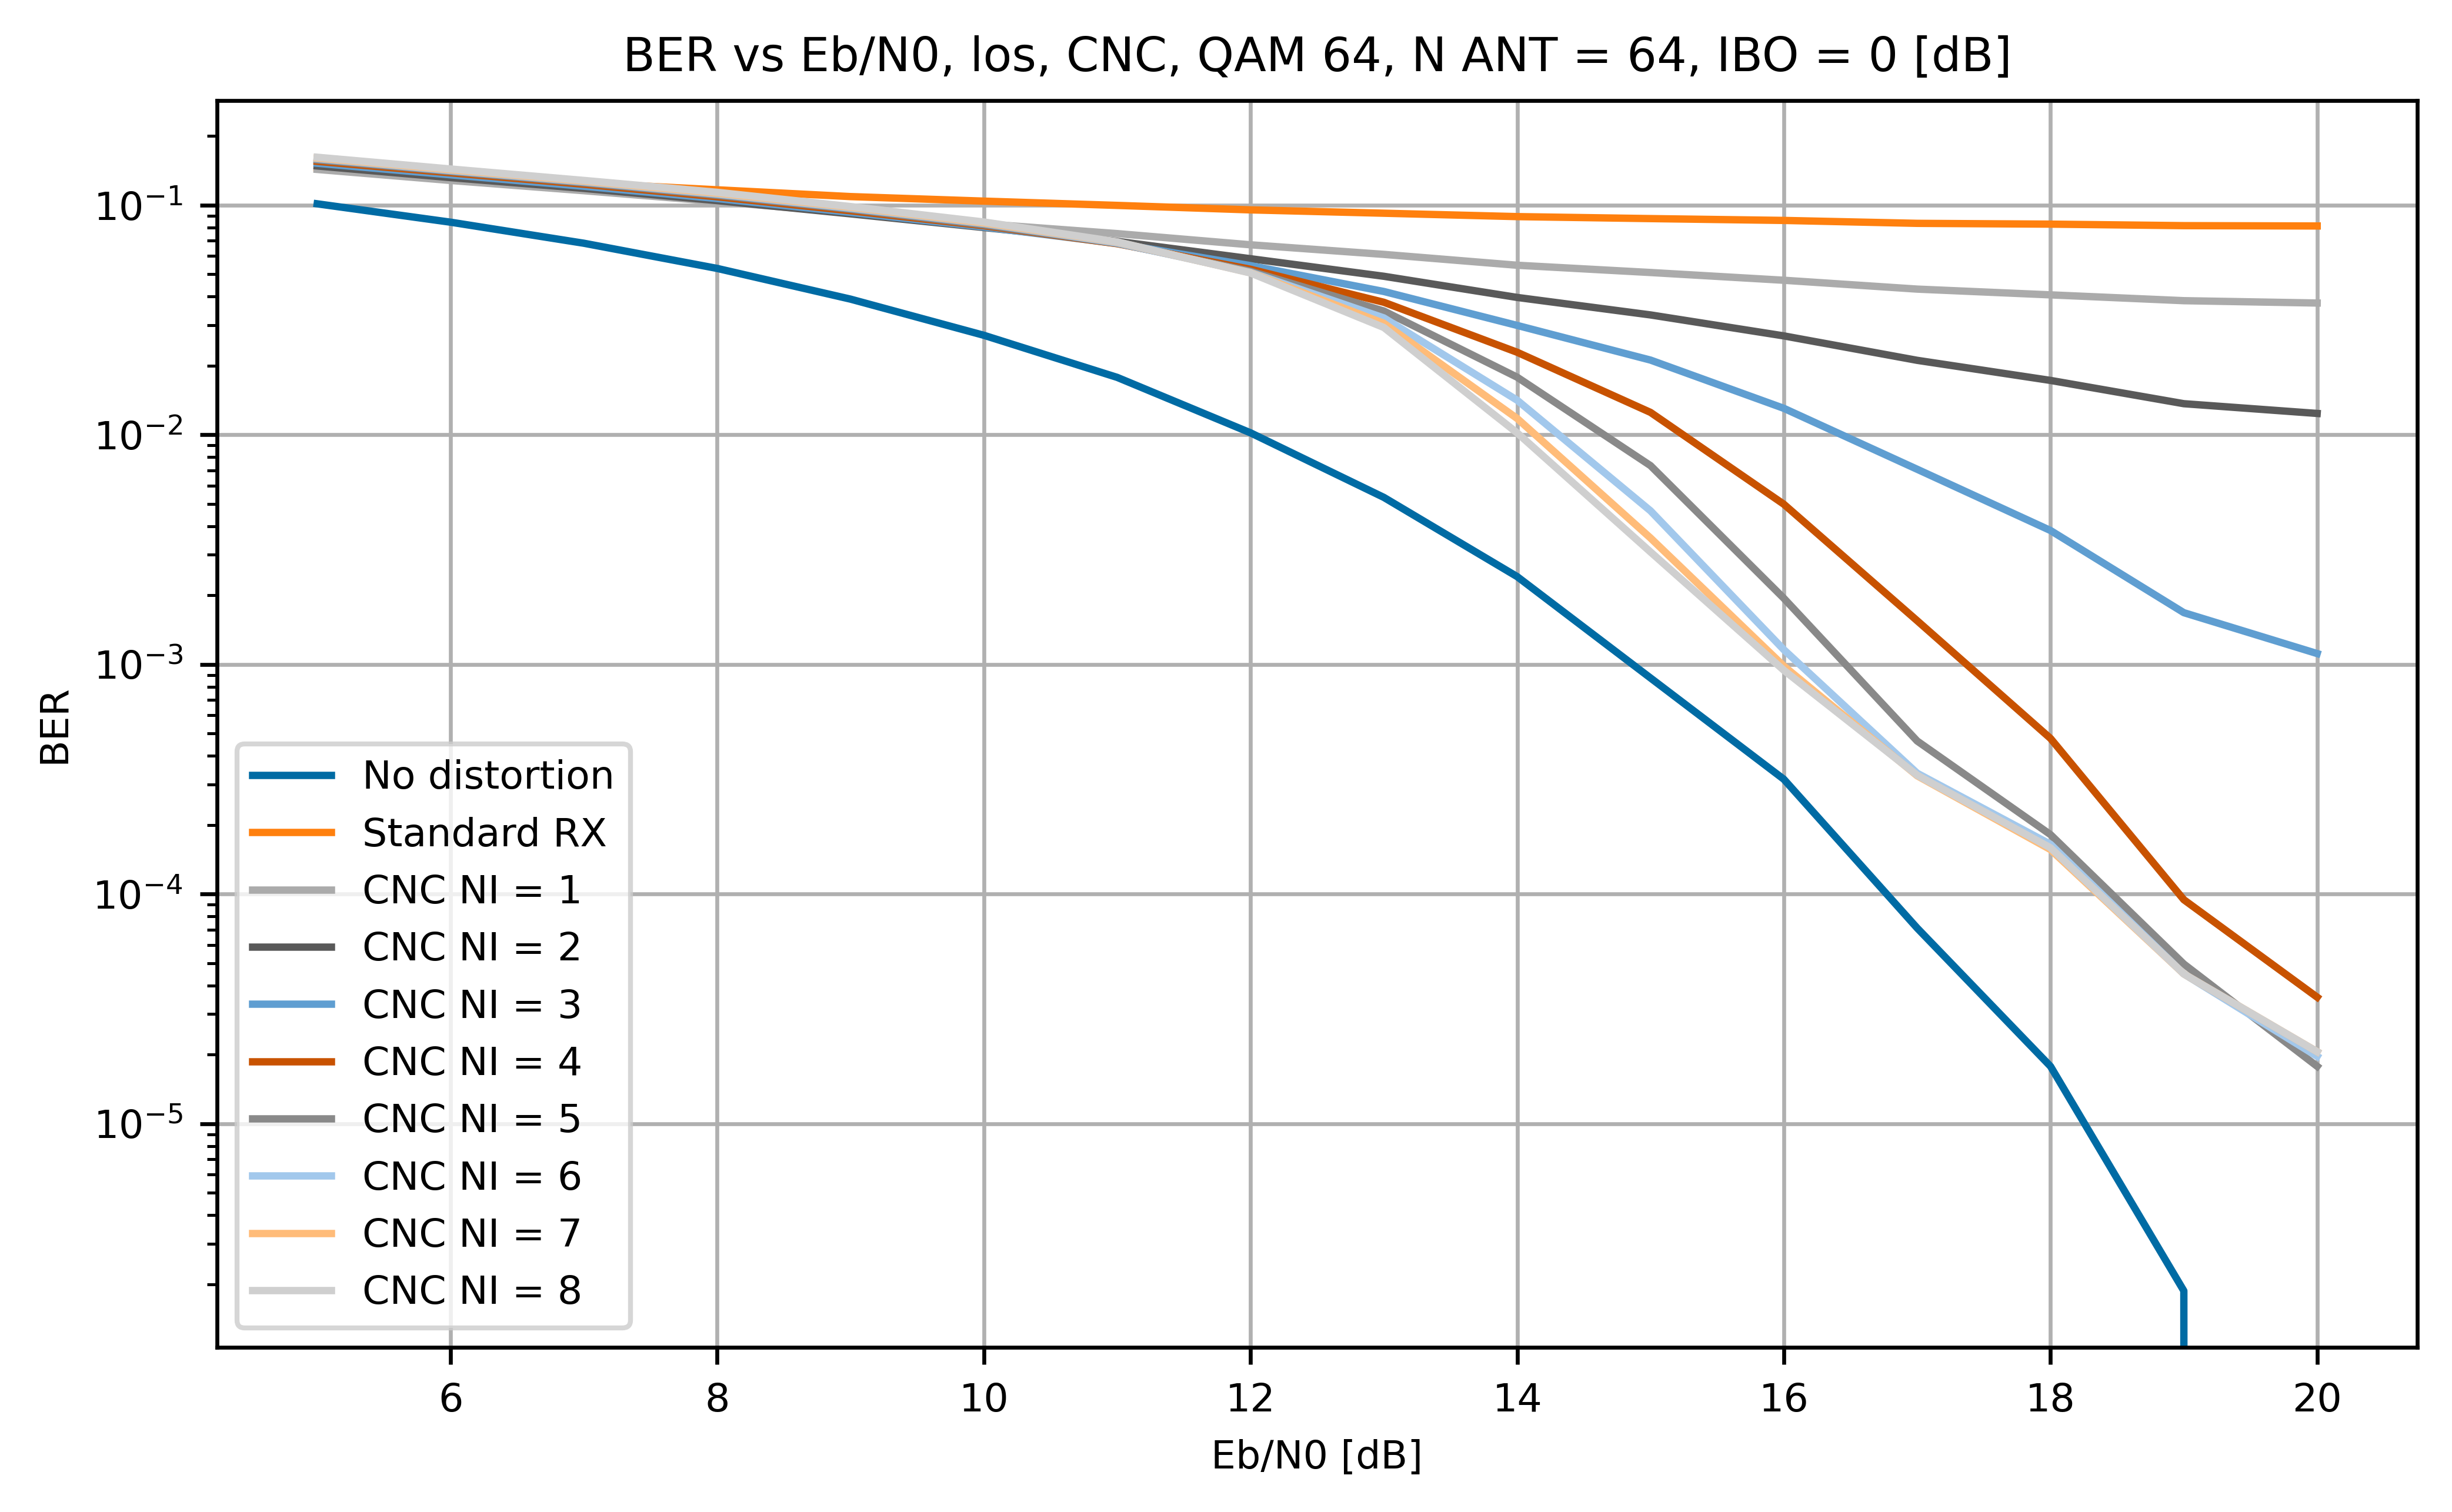 BER vs Eb/N0, los, CNC, QAM 64, N ANT = 64, IBO = 0 [dB]
10⁻¹
10⁻²
10⁻³
10⁻⁴
10⁻⁵
BER
No distortion
Standard RX
CNC NI = 1
CNC NI = 2
CNC NI = 3
CNC NI = 4
CNC NI = 5
CNC NI = 6
CNC NI = 7
CNC NI = 8
6 8 10 12 14 16 18 20
Eb/N0 [dB]